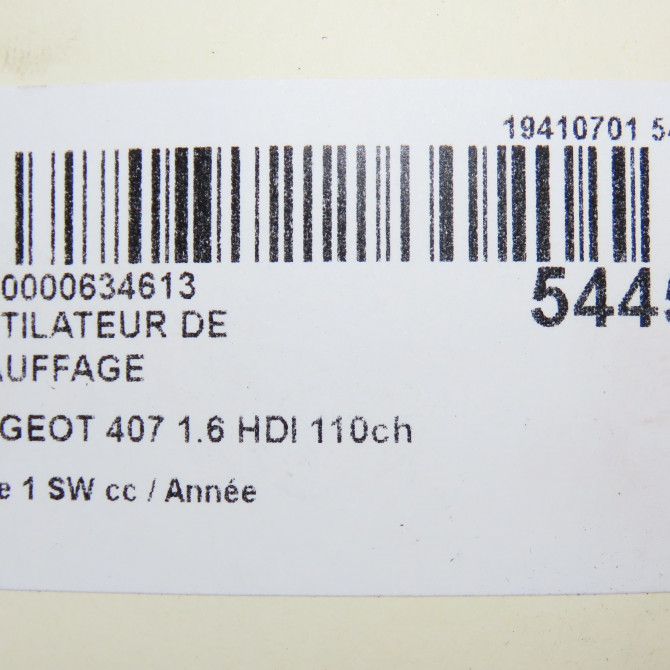 19410701 54
0000634613
5445
TILATEUR DE
AUFFAGE
GEOT 407 1.6 HDI 110ch
e 1 SW cc / Année